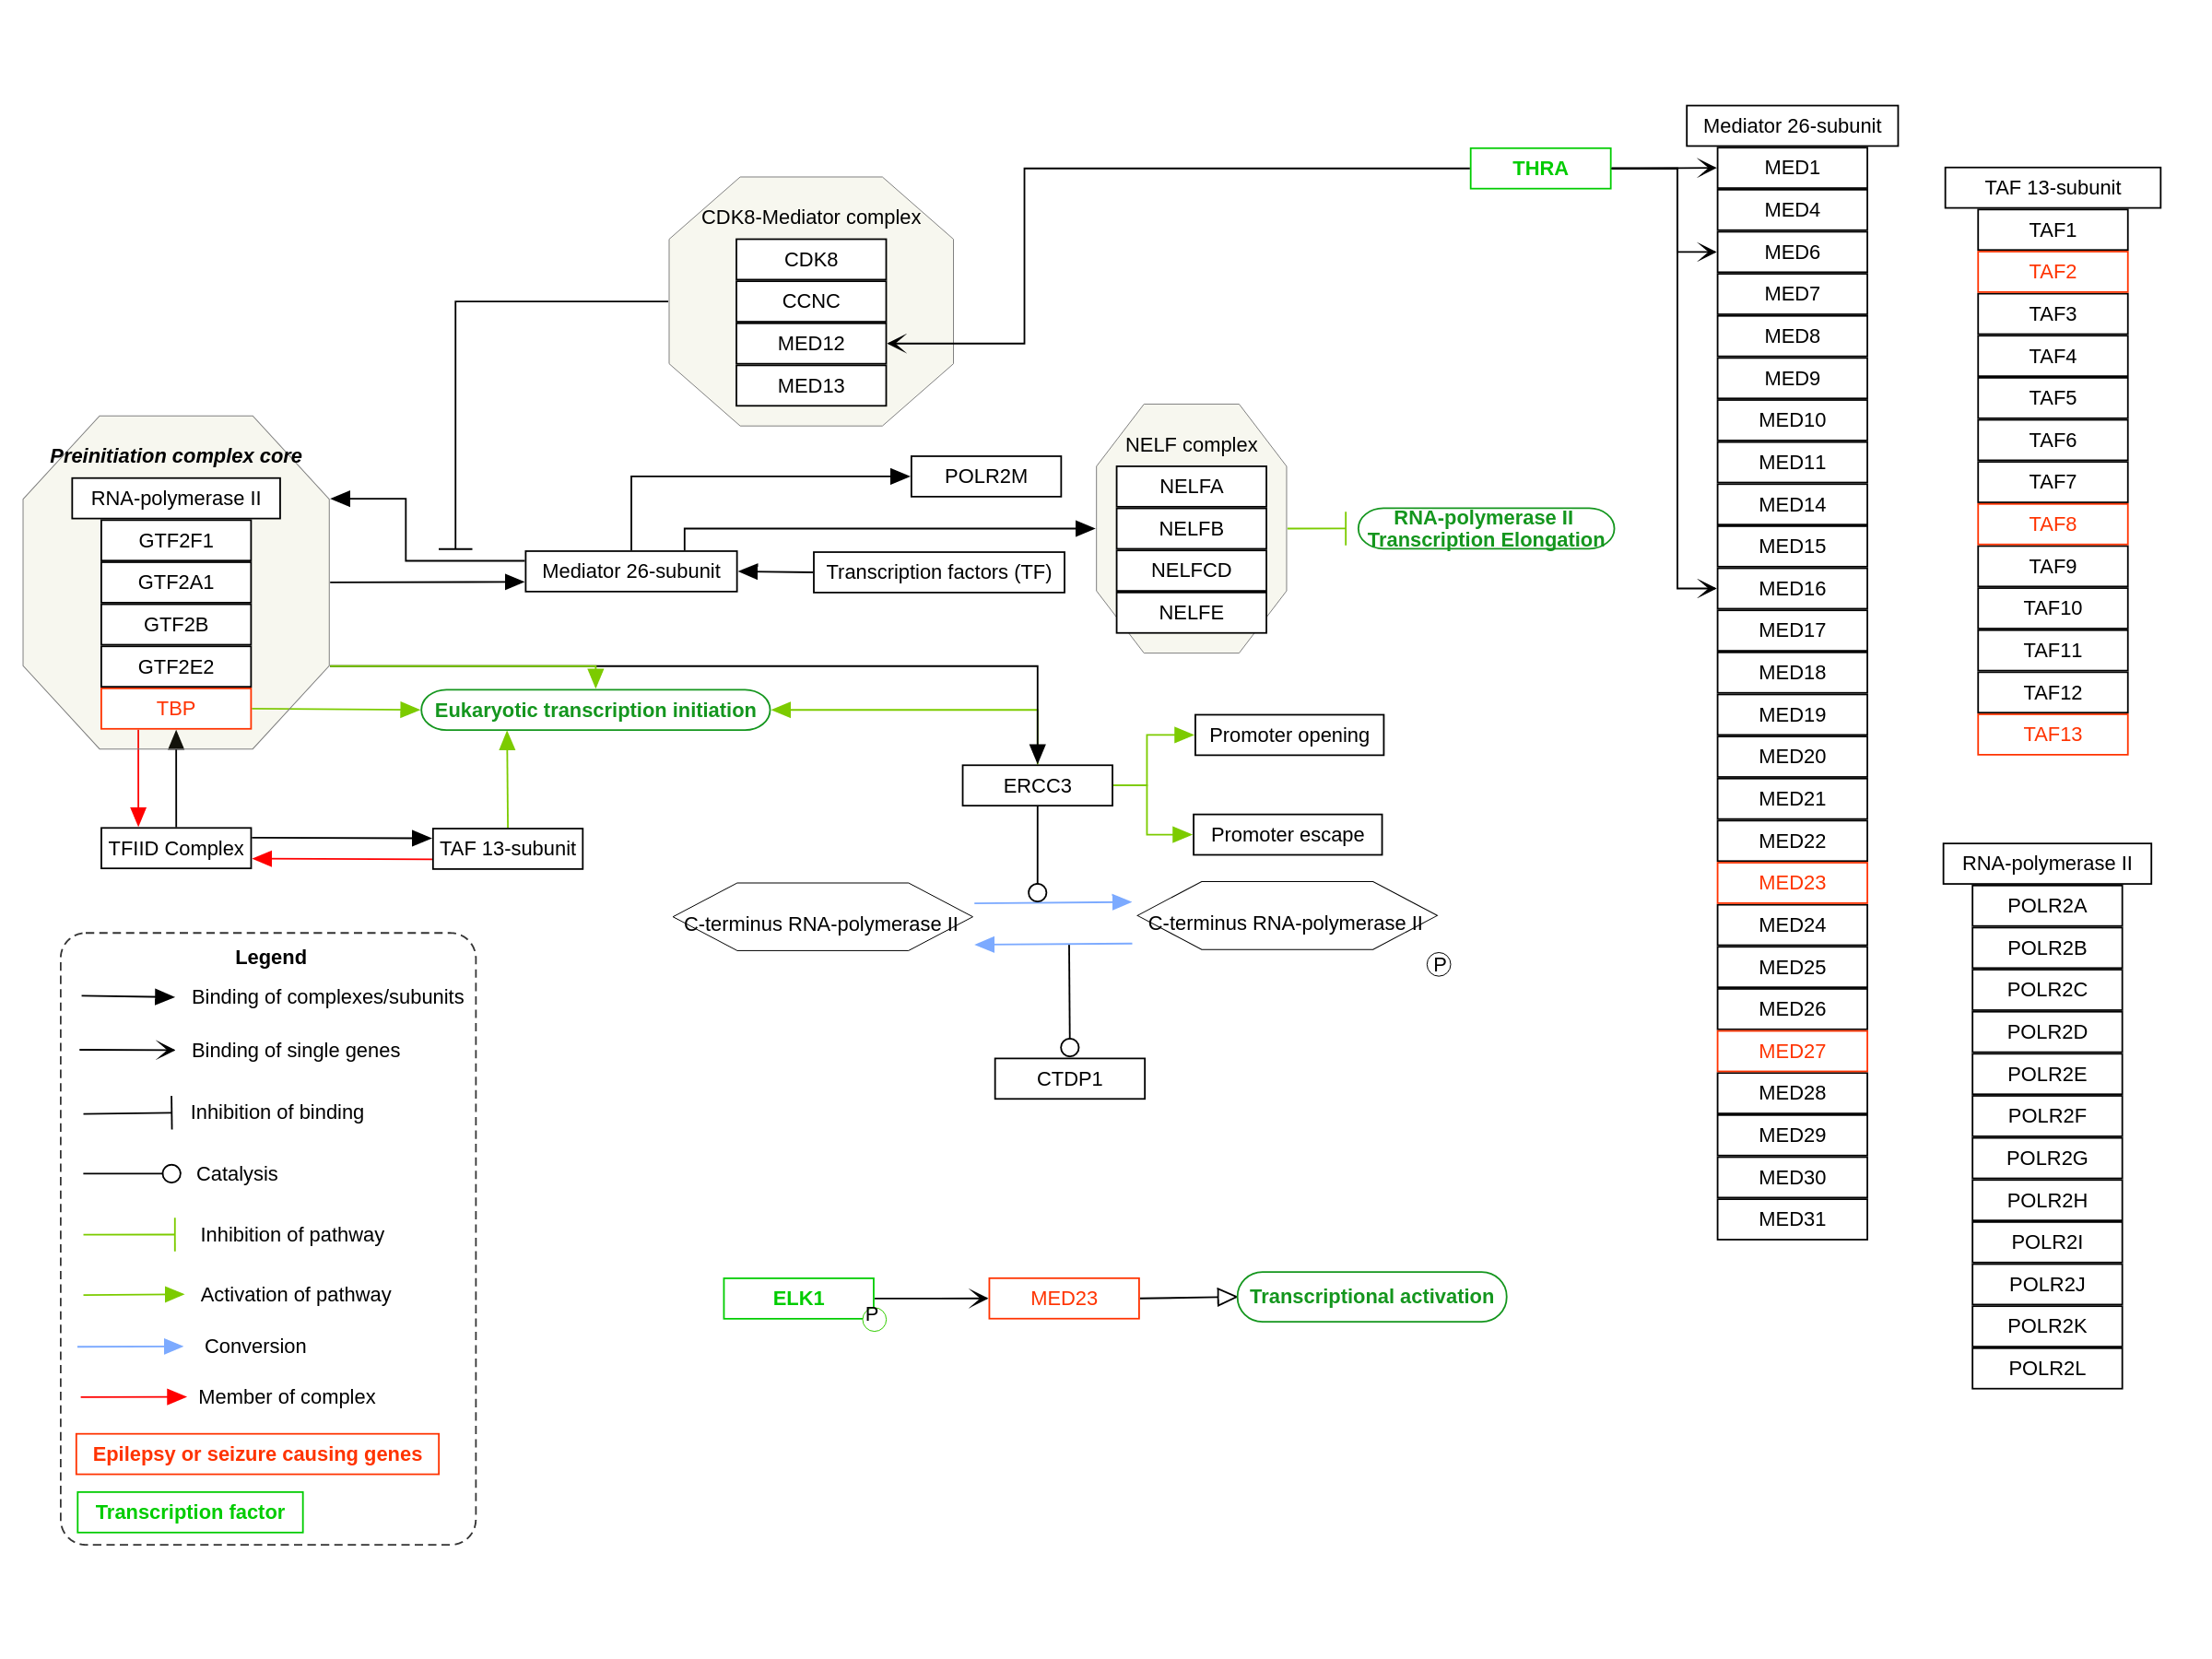 Mediator 26-subunit
MED1
MED4
MED6
MED7
MED8
MED9
MED10
MED11
MED14
MED15
MED16
MED17
MED18
MED19
MED20
MED21
MED22
MED23
MED24
MED25
MED26
MED27
MED28
MED29
MED30
MED31
TAF 13-subunit
TAF1
TAF2
TAF3
TAF4
TAF5
TAF6
TAF7
TAF8
TAF9
TAF10
TAF11
TAF12
TAF13
RNA-polymerase II
POLR2A
POLR2B
POLR2C
POLR2D
POLR2E
POLR2F
POLR2G
POLR2H
POLR2I
POLR2J
POLR2K
POLR2L
THRA
CDK8-Mediator complex
CDK8
CCNC
MED12
MED13
Preinitiation complex core
RNA-polymerase II
GTF2F1
GTF2A1
GTF2B
GTF2E2
TBP
POLR2M
NELF complex
NELFA
NELFB
NELFCD
NELFE
RNA-polymerase II
Transcription Elongation
Mediator 26-subunit
Transcription factors (TF)
Eukaryotic transcription initiation
TFIID Complex
TAF 13-subunit
ERCC3
Promoter opening
Promoter escape
C-terminus RNA-polymerase II
C-terminus RNA-polymerase II
P
CTDP1
ELK1
P
MED23
Transcriptional activation
Legend
Binding of complexes/subunits
Binding of single genes
Inhibition of binding
Catalysis
Inhibition of pathway
Activation of pathway
Conversion
Member of complex
Epilepsy or seizure causing genes
Transcription factor